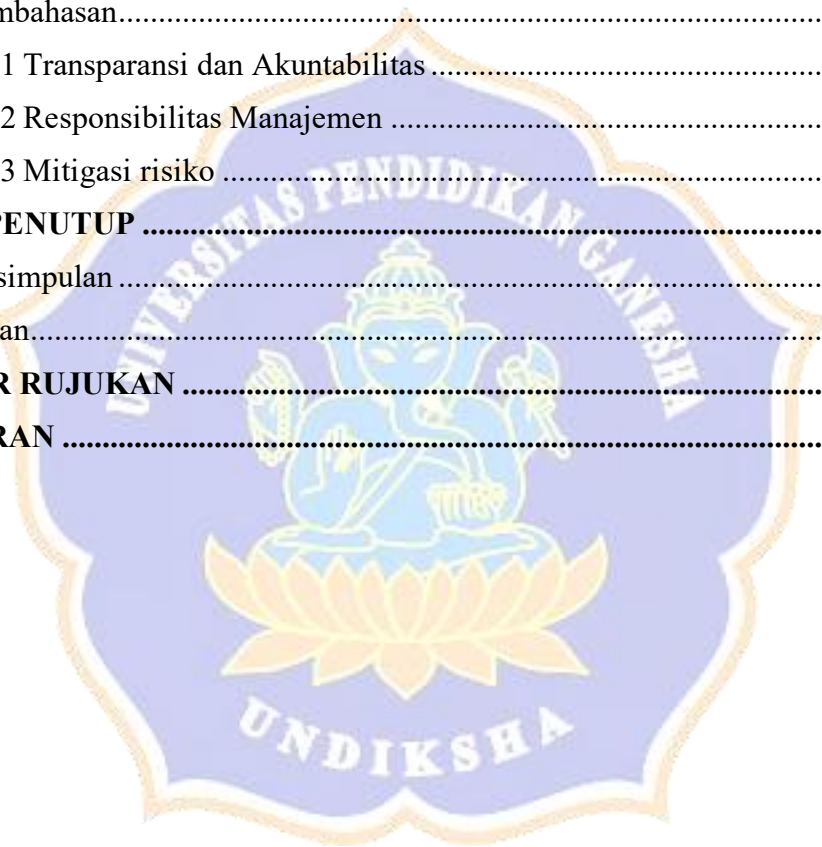 mbahasan
1 Transparansi dan Akuntabilitas
2 Responsibilitas Manajemen
3 Mitigasi risiko
PENUTUP
simpulan
an
R RUJUKAN
RAN
UNIVERSITAS PENDIDIKAN GANESHA
UNDIKSHA